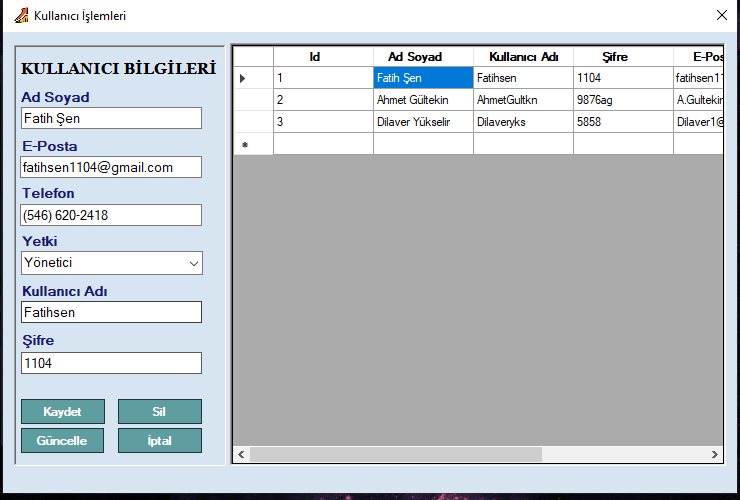 Kullanıcı İşlemleri
KULLANICI BİLGİLERİ
Ad Soyad
Fatih Şen
E-Posta
fatihsen1104@gmail.com
Telefon
(546) 620-2418
Yetki
Yönetici
Kullanıcı Adı
Fatihsen
Şifre
1104
Kaydet Sil
Güncelle İptal
Id Ad Soyad Kullanıcı Adı Şifre E-Pos
1 Fatih Şen Fatihsen 1104 fatihsen11
2 Ahmet Gültekin AhmetGultkn 9876ag A.Gultekin
3 Dilaver Yükselir Dilaveryks 5858 Dilaver1@